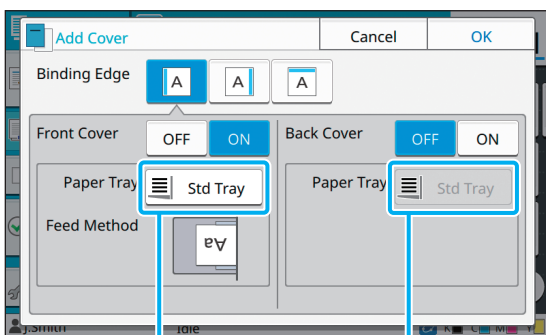 Add Cover
Cancel
OK
Binding Edge
A
A
A
Front Cover
OFF
ON
Back Cover
OFF
ON
Paper Tray
Std Tray
Paper Tray
Std Tray
Feed Method
Aa
J.Smith
Idle
K
C
M
Y